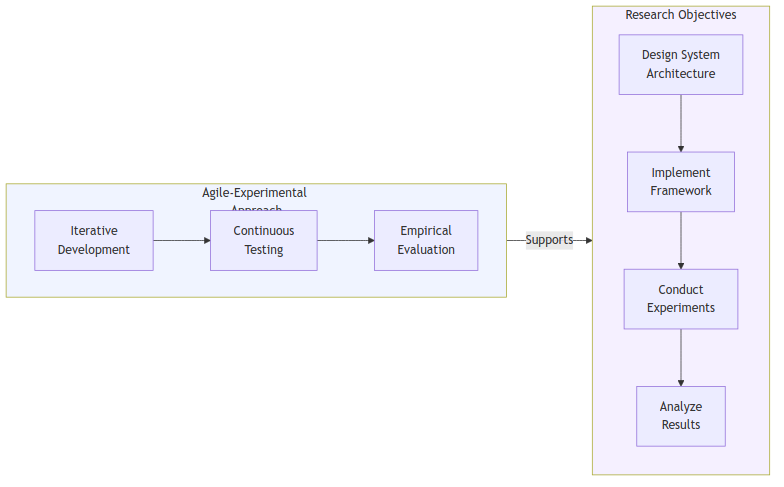 Agile-Experimental
Approach
Iterative
Development
Continuous
Testing
Empirical
Evaluation
Supports
Research Objectives
Design System
Architecture
Implement
Framework
Conduct
Experiments
Analyze
Results